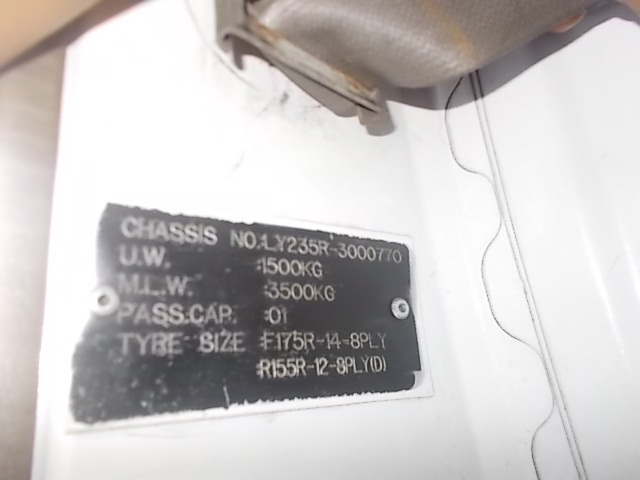 CHASSIS NO.:LY235R-3000770
U.W. :1500KG
M.L.W. :3500KG
PASS.CAP. :01
TYRE SIZE :F175R-14-8PLY
:R155R-12-8PLY(D)